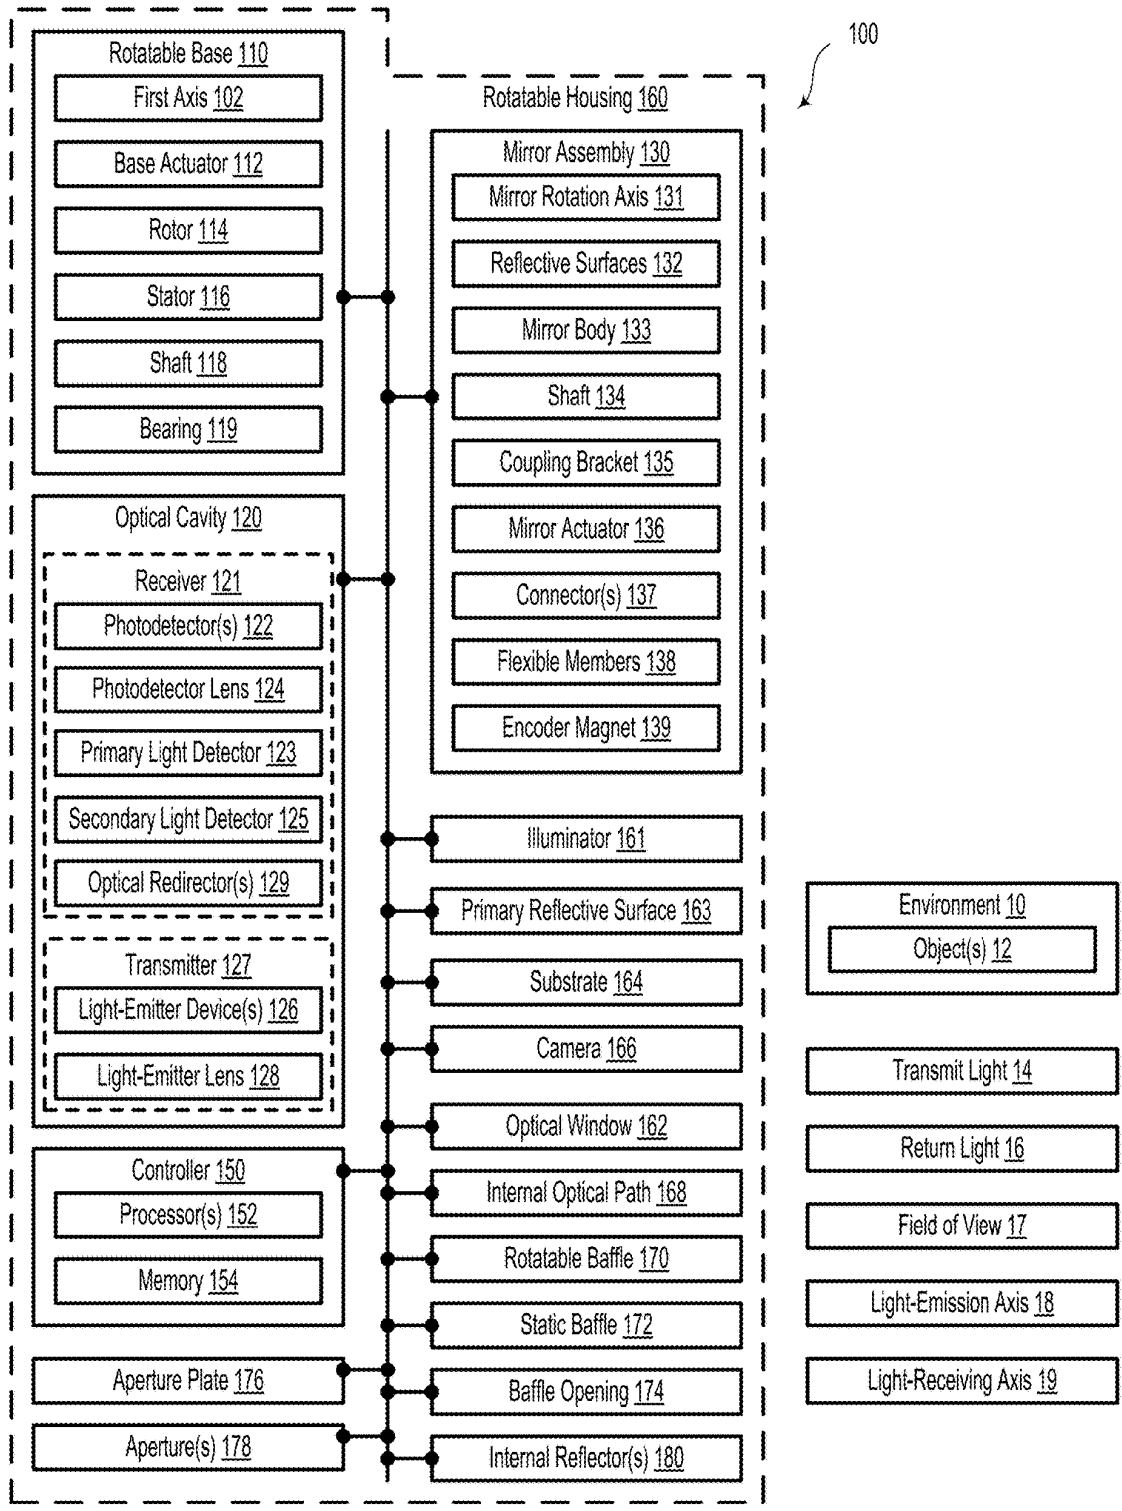 100
Rotatable Base 110
First Axis 102
Base Actuator 112
Rotor 114
Stator 116
Shaft 118
Bearing 119
Optical Cavity 120
Receiver 121
Photodetector(s) 122
Photodetector Lens 124
Primary Light Detector 123
Secondary Light Detector 125
Optical Redirector(s) 129
Transmitter 127
Light-Emitter Device(s) 126
Light-Emitter Lens 128
Controller 150
Processor(s) 152
Memory 154
Aperture Plate 176
Aperture(s) 178
Rotatable Housing 160
Mirror Assembly 130
Mirror Rotation Axis 131
Reflective Surfaces 132
Mirror Body 133
Shaft 134
Coupling Bracket 135
Mirror Actuator 136
Connector(s) 137
Flexible Members 138
Encoder Magnet 139
Illuminator 161
Primary Reflective Surface 163
Substrate 164
Camera 166
Optical Window 162
Internal Optical Path 168
Rotatable Baffle 170
Static Baffle 172
Baffle Opening 174
Internal Reflector(s) 180
Environment 10
Object(s) 12
Transmit Light 14
Return Light 16
Field of View 17
Light-Emission Axis 18
Light-Receiving Axis 19